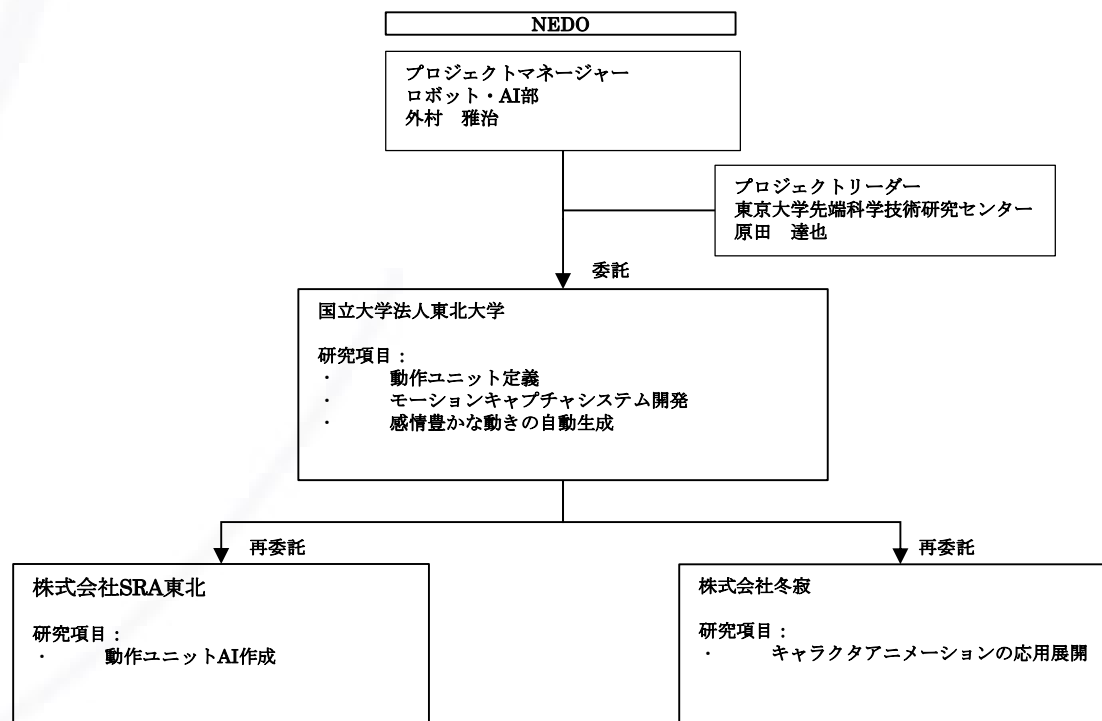 NEDO
プロジェクトマネージャー
ロボット・AI部
外村　雅治
プロジェクトリーダー
東京大学先端科学技術研究センター
原田　達也
委託
国立大学法人東北大学
研究項目：
・　　動作ユニット定義
・　　モーションキャプチャシステム開発
・　　感情豊かな動きの自動生成
再委託
株式会社SRA東北
研究項目：
・　　動作ユニットAI作成
再委託
株式会社冬寂
研究項目：
・　　キャラクタアニメーションの応用展開